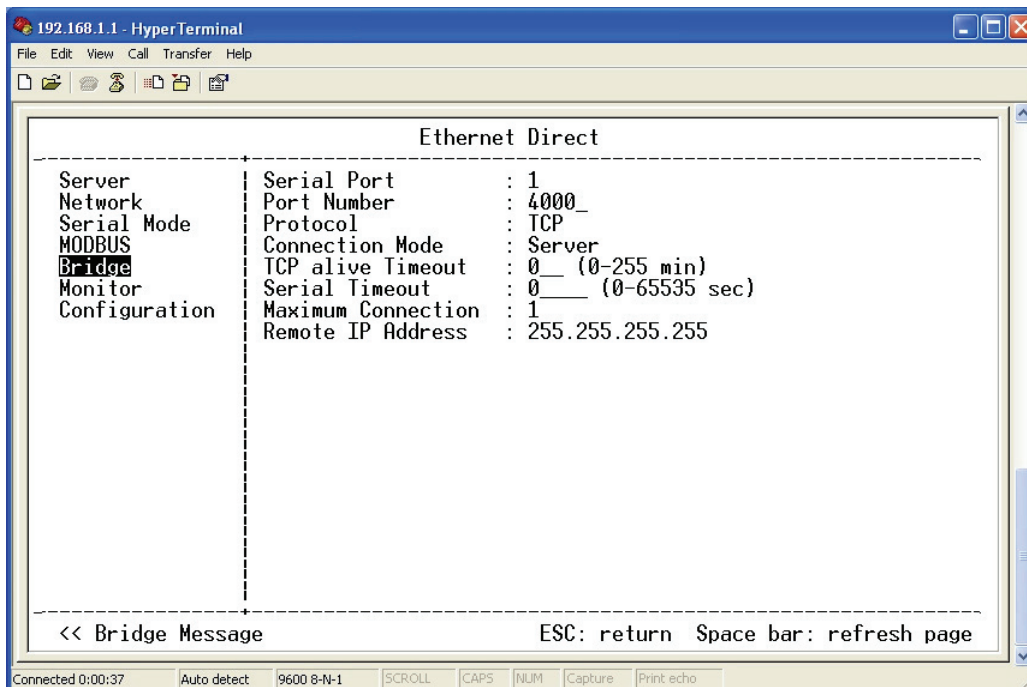 192.168.1.1 - HyperTerminal
File Edit View Call Transfer Help
Ethernet Direct
Server Serial Port : 1
Network Port Number : 4000_
Serial Mode Protocol : TCP
MODBUS Connection Mode : Server
Bridge TCP alive Timeout : 0__ (0-255 min)
Monitor Serial Timeout : 0____ (0-65535 sec)
Configuration Maximum Connection : 1
Remote IP Address : 255.255.255.255
<< Bridge Message ESC: return Space bar: refresh page
Connected 0:00:37 Auto detect 9600 8-N-1 SCROLL CAPS NUM Capture Print echo